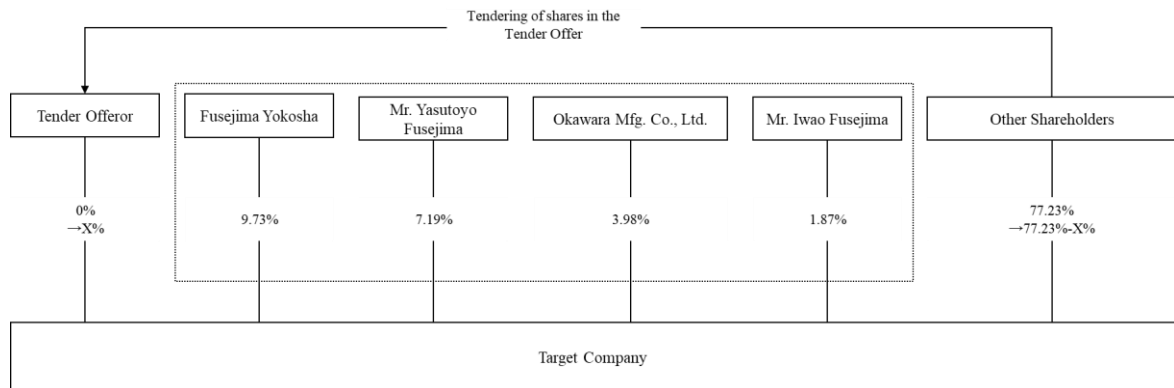 Tendering of shares in the
Tender Offer
Tender Offeror
Fusejima Yokosha
Mr. Yasutoyo
Fusejima
Okawara Mfg. Co., Ltd.
Mr. Iwao Fusejima
Other Shareholders
0%
→X%
9.73%
7.19%
3.98%
1.87%
77.23%
→77.23%-X%
Target Company